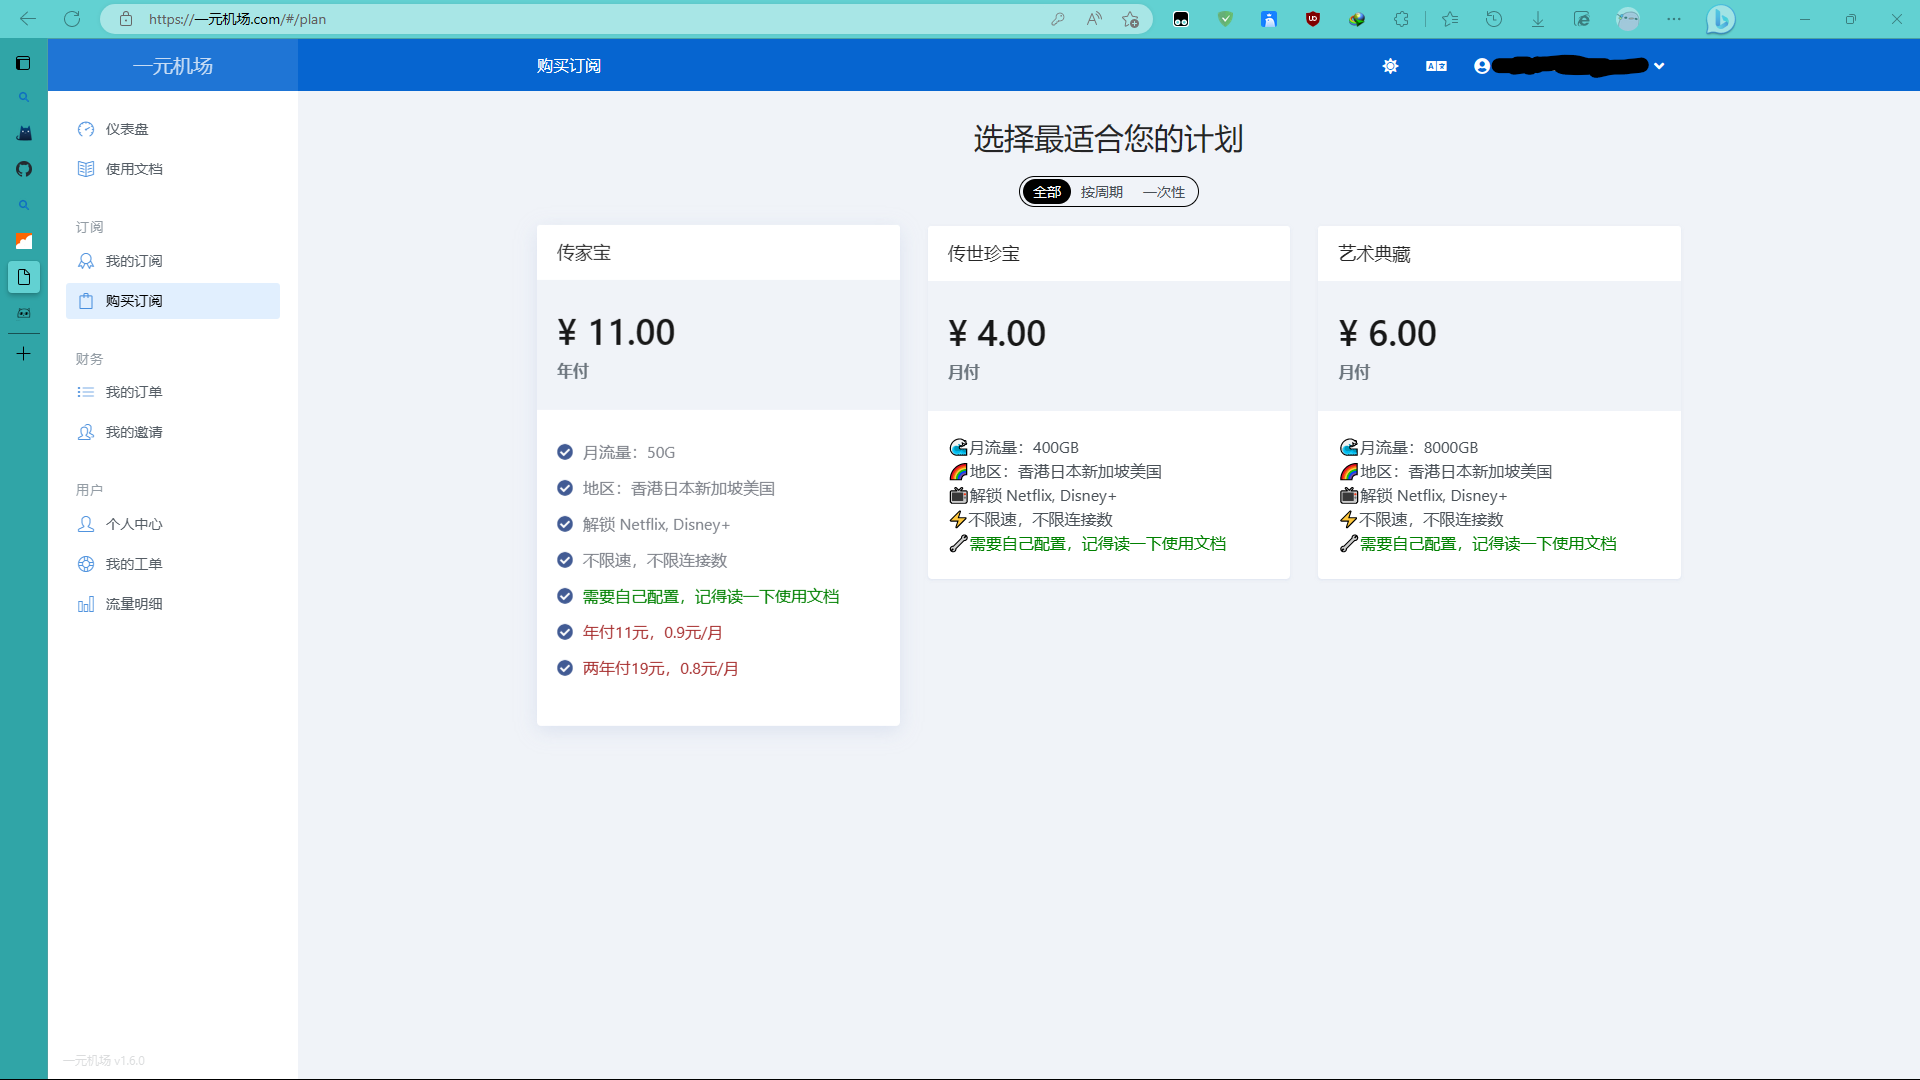 https://一元机场.com/#/plan
一元机场
购买订阅
仪表盘
使用文档
订阅
我的订阅
购买订阅
财务
我的订单
我的邀请
用户
个人中心
我的工单
流量明细
一元机场 v1.6.0
选择最适合您的计划
全部 按周期 一次性
传家宝
¥ 11.00
年付
月流量：50G
地区：香港日本新加坡美国
解锁 Netflix, Disney+
不限速，不限连接数
需要自己配置，记得读一下使用文档
年付11元，0.9元/月
两年付19元，0.8元/月
传世珍宝
¥ 4.00
月付
🌊月流量：400GB
🌈地区：香港日本新加坡美国
📺解锁 Netflix, Disney+
⚡不限速，不限连接数
🔗需要自己配置，记得读一下使用文档
艺术典藏
¥ 6.00
月付
🌊月流量：8000GB
🌈地区：香港日本新加坡美国
📺解锁 Netflix, Disney+
⚡不限速，不限连接数
🔗需要自己配置，记得读一下使用文档